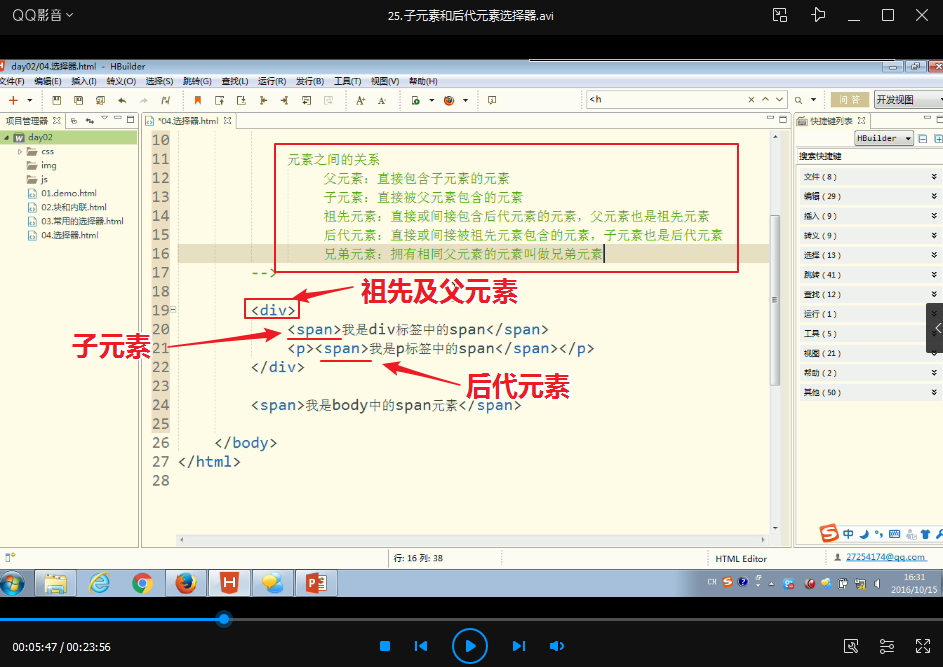 QQ影音
25.子元素和后代元素选择器.avi
day02/04.选择器.html - HBuilder
文件(F) 编辑(E) 插入(I) 转义(O) 选择(S) 跳转(G) 查找(L) 运行(R) 发行(B) 工具(T) 视图(V) 帮助(H)
<h
问答
开发视图
项目管理器
*04.选择器.html
快捷键列表
day02
css
img
js
01.demo.html
02.块和内联.html
03.常用的选择器.html
04.选择器.html
10
11 元素之间的关系
12 父元素：直接包含子元素的元素
13 子元素：直接被父元素包含的元素
14 祖先元素：直接或间接包含后代元素的元素，父元素也是祖先元素
15 后代元素：直接或间接被祖先元素包含的元素，子元素也是后代元素
16 兄弟元素：拥有相同父元素的元素叫做兄弟元素
17 -->
18
祖先及父元素
19 <div>
20 <span>我是div标签中的span</span>
子元素
21 <p><span>我是p标签中的span</span></p>
22 </div>
后代元素
23
24 <span>我是body中的span元素</span>
25
26 </body>
27 </html>
28
HBuilder
搜索快捷键
文件 ( 8 )
编辑 ( 29 )
插入 ( 9 )
转义 ( 9 )
选择 ( 13 )
跳转 ( 41 )
查找 ( 12 )
运行 ( 1 )
工具 ( 5 )
视图 ( 21 )
帮助 ( 2 )
其他 ( 50 )
中
行: 16 列: 38
HTML Editor
27254174@qq.com
CH
16:31
2016/10/15
00:05:47 / 00:23:56